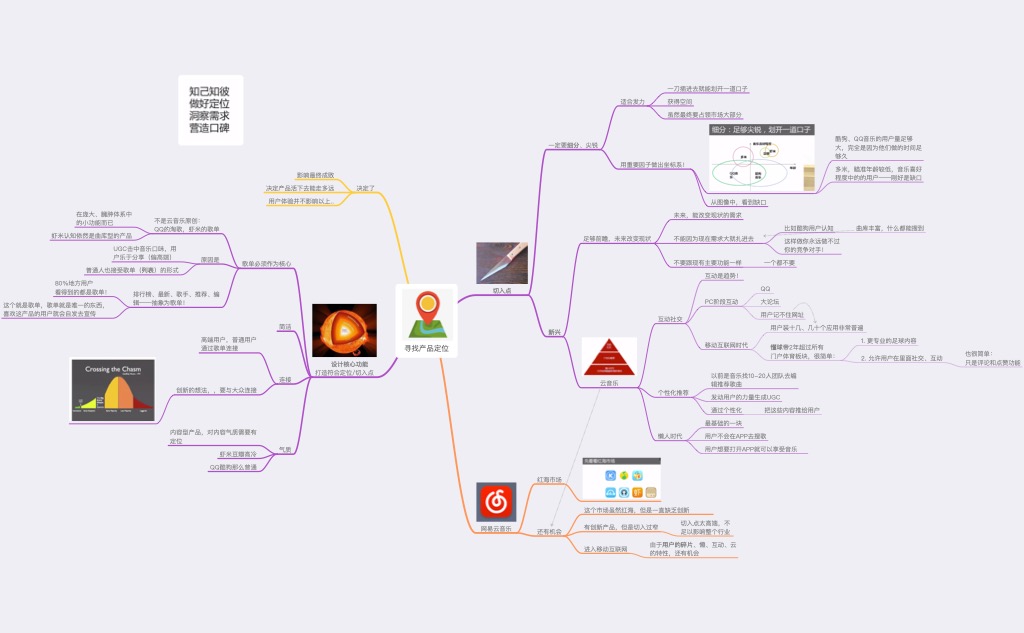 知己知彼
做好定位
洞察需求
营造口碑
寻找产品定位
决定了
影响最终成败
决定产品活下去能走多远
用户体验并不影响以上...
设计核心功能
打造符合定位/切入点
歌单必须作为核心
不是云音乐原创:
QQ的淘歌,虾米的歌单
在庞大、臃肿体系中
的小功能而已
虾米认知依然是曲库型的产品
原因是
UGC击中音乐口味,用
户乐于分享(偏高端)
普通人也接受歌单(列表)的形式
排行榜、最新、歌手、推荐、编
辑——抽象为歌单!
80%地方用户
看得到的都是歌单!
这个就是歌单,歌单就是唯一的东西,
喜欢这产品的用户就会自发去宣传
简洁
连接
高端用户,普通用户
通过歌单连接
创新的想法,、要与大众连接
Crossing the Chasm
气质
内容型产品,对内容气质需要有
定位
虾米豆瓣高冷
QQ酷狗那么普通
切入点
一定要细分、尖锐
适合发力
一刀捅进去就能划开一道口子
获得空间
虽然最终要占领市场大部分
用重要因子做出坐标系!
细分:足够尖锐,划开一道口子
酷狗、QQ音乐的用户量足够
大,完全是因为他们做的时间足
够久
多米,瞄准年龄较低,音乐喜好
程度中的的用户——刚好是缺口
从图像中,看到缺口
新兴
足够前瞻,未来改变现状
未来,能改变现状的需求
不能因为现在需求大就扎进去
比如酷狗用户认知
曲库丰富,什么都能搜到
这样做你永远做不过
你的竞争对手!
不要跟现有主要功能一样
一个都不要
云音乐
互动社交
互动是趋势!
PC阶段互动
QQ
大论坛
用户记不住网址
移动互联网时代
用户装十几、几十个应用非常普遍
懂球帝2年超过所有
门户体育板块,很简单:
1. 更专业的足球内容
2. 允许用户在里面社交、互动
也很简单:
只是评论和点赞功能
个性化推荐
以前是音乐找10-20人团队去编
辑推荐歌曲
发动用户的力量生成UGC
通过个性化
把这些内容推给用户
懒人时代
最基础的一块
用户不会在APP去搜歌
用户想要打开APP就可以享受音乐
网易云音乐
红海市场
还有机会
这个市场虽然红海,但是一直缺乏创新
有创新产品,但是切入过窄
切入点太高端,不
足以影响整个行业
进入移动互联网
由于用户的碎片、懒、互动、云
的特性,还有机会